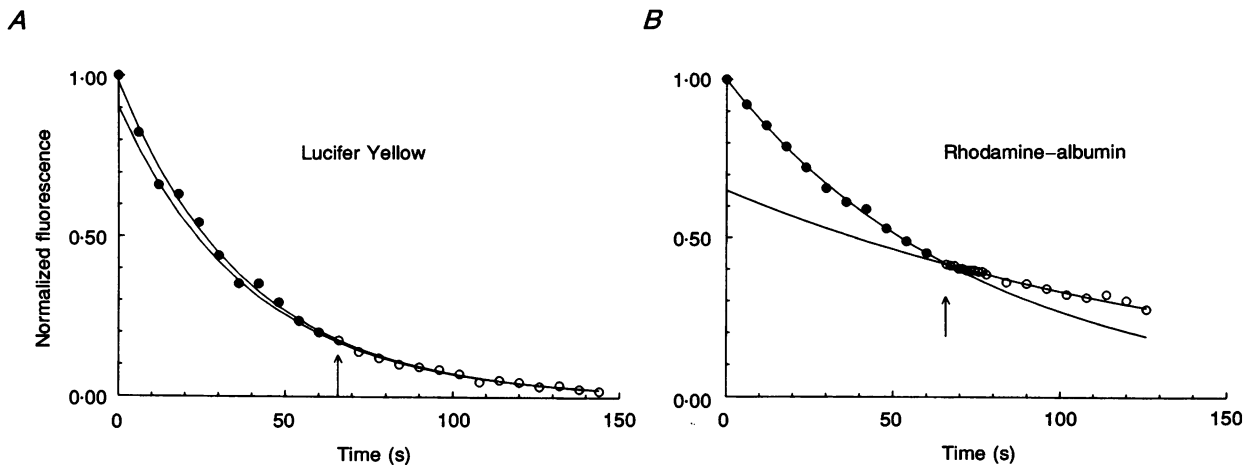 A
Normalized fluorescence
1·00
0·50
0·00
Lucifer Yellow
0 50 100 150
Time (s)
B
1·00
0·50
0·00
Rhodamine–albumin
0 50 100 150
Time (s)